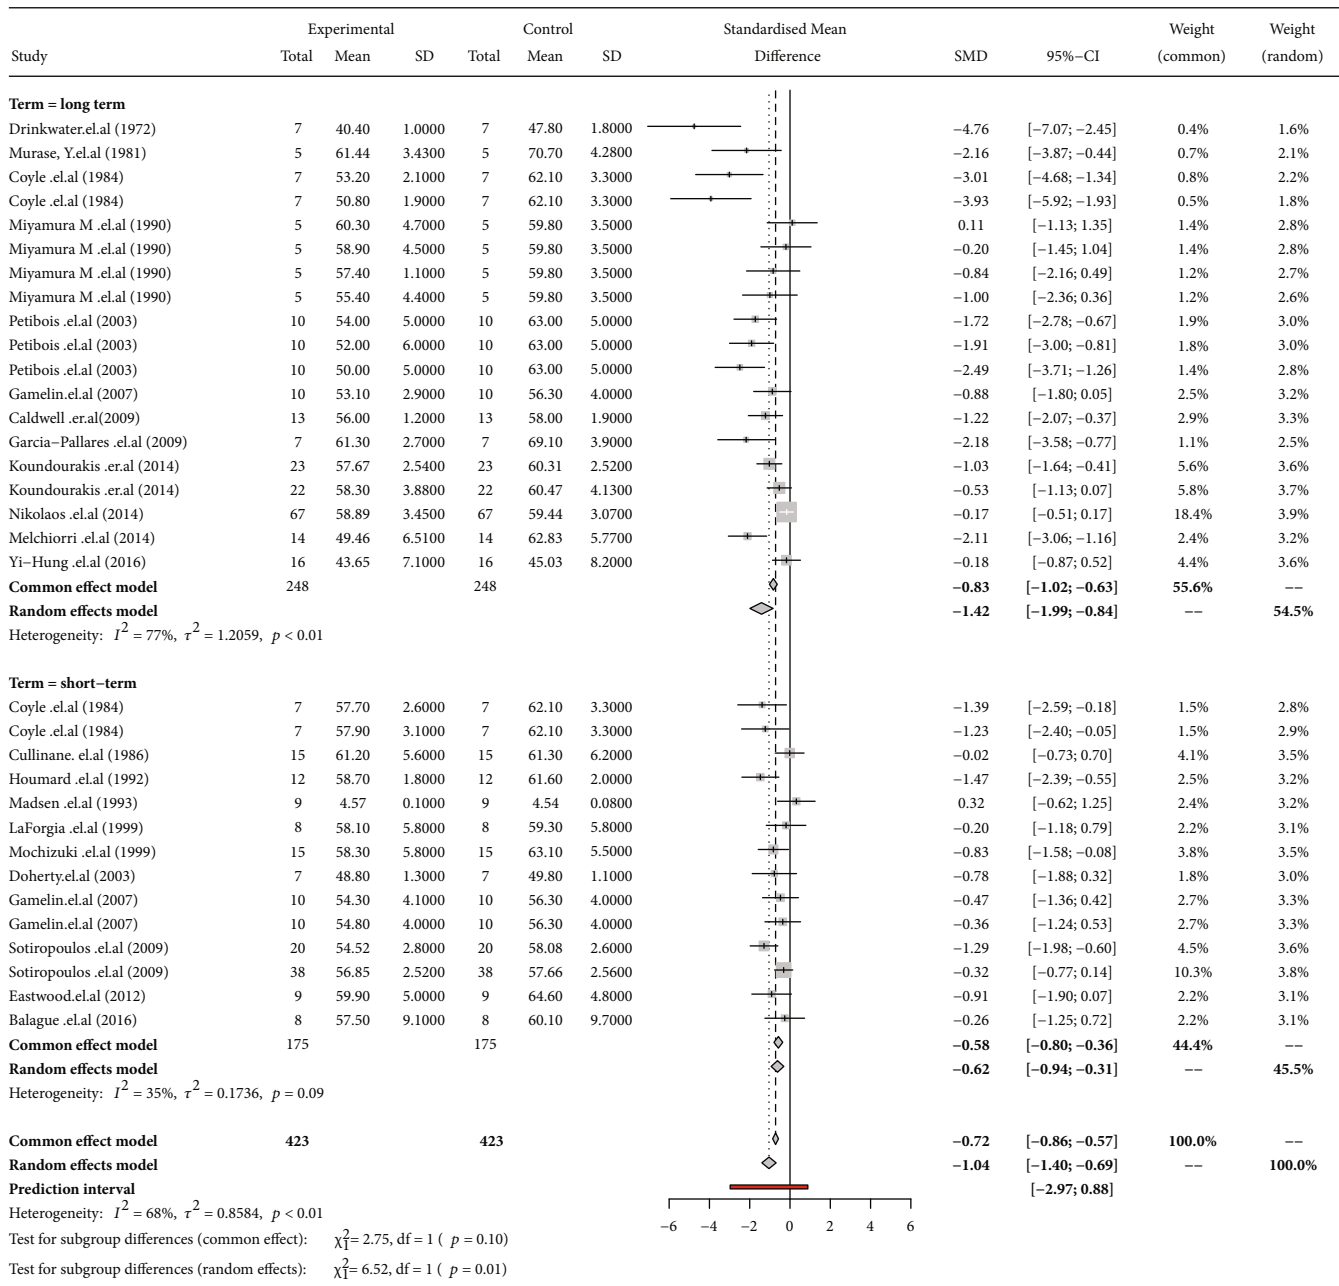 Experimental Control Standardised Mean Weight Weight
Study Total Mean SD Total Mean SD Difference SMD 95%−CI (common) (random)
Term = long term
Drinkwater.el.al (1972) 7 40.40 1.0000 7 47.80 1.8000 −4.76 [−7.07; −2.45] 0.4% 1.6%
Murase, Y.el.al (1981) 5 61.44 3.4300 5 70.70 4.2800 −2.16 [−3.87; −0.44] 0.7% 2.1%
Coyle .el.al (1984) 7 53.20 2.1000 7 62.10 3.3000 −3.01 [−4.68; −1.34] 0.8% 2.2%
Coyle .el.al (1984) 7 50.80 1.9000 7 62.10 3.3000 −3.93 [−5.92; −1.93] 0.5% 1.8%
Miyamura M .el.al (1990) 5 60.30 4.7000 5 59.80 3.5000 0.11 [−1.13; 1.35] 1.4% 2.8%
Miyamura M .el.al (1990) 5 58.90 4.5000 5 59.80 3.5000 −0.20 [−1.45; 1.04] 1.4% 2.8%
Miyamura M .el.al (1990) 5 57.40 1.1000 5 59.80 3.5000 −0.84 [−2.16; 0.49] 1.2% 2.7%
Miyamura M .el.al (1990) 5 55.40 4.4000 5 59.80 3.5000 −1.00 [−2.36; 0.36] 1.2% 2.6%
Petibois .el.al (2003) 10 54.00 5.0000 10 63.00 5.0000 −1.72 [−2.78; −0.67] 1.9% 3.0%
Petibois .el.al (2003) 10 52.00 6.0000 10 63.00 5.0000 −1.91 [−3.00; −0.81] 1.8% 3.0%
Petibois .el.al (2003) 10 50.00 5.0000 10 63.00 5.0000 −2.49 [−3.71; −1.26] 1.4% 2.8%
Gamelin.el.al (2007) 10 53.10 2.9000 10 56.30 4.0000 −0.88 [−1.80; 0.05] 2.5% 3.2%
Caldwell .er.al(2009) 13 56.00 1.2000 13 58.00 1.9000 −1.22 [−2.07; −0.37] 2.9% 3.3%
Garcia−Pallares .el.al (2009) 7 61.30 2.7000 7 69.10 3.9000 −2.18 [−3.58; −0.77] 1.1% 2.5%
Koundourakis .er.al (2014) 23 57.67 2.5400 23 60.31 2.5200 −1.03 [−1.64; −0.41] 5.6% 3.6%
Koundourakis .er.al (2014) 22 58.30 3.8800 22 60.47 4.1300 −0.53 [−1.13; 0.07] 5.8% 3.7%
Nikolaos .el.al (2014) 67 58.89 3.4500 67 59.44 3.0700 −0.17 [−0.51; 0.17] 18.4% 3.9%
Melchiorri .el.al (2014) 14 49.46 6.5100 14 62.83 5.7700 −2.11 [−3.06; −1.16] 2.4% 3.2%
Yi−Hung .el.al (2016) 16 43.65 7.1000 16 45.03 8.2000 −0.18 [−0.87; 0.52] 4.4% 3.6%
Common effect model 248 248 −0.83 [−1.02; −0.63] 55.6% −−
Random effects model −1.42 [−1.99; −0.84] −− 54.5%
Heterogeneity: I² = 77%, τ² = 1.2059, p < 0.01
Term = short−term
Coyle .el.al (1984) 7 57.70 2.6000 7 62.10 3.3000 −1.39 [−2.59; −0.18] 1.5% 2.8%
Coyle .el.al (1984) 7 57.90 3.1000 7 62.10 3.3000 −1.23 [−2.40; −0.05] 1.5% 2.9%
Cullinane. el.al (1986) 15 61.20 5.6000 15 61.30 6.2000 −0.02 [−0.73; 0.70] 4.1% 3.5%
Houmard .el.al (1992) 12 58.70 1.8000 12 61.60 2.0000 −1.47 [−2.39; −0.55] 2.5% 3.2%
Madsen .el.al (1993) 9 4.57 0.1000 9 4.54 0.0800 0.32 [−0.62; 1.25] 2.4% 3.2%
LaForgia .el.al (1999) 8 58.10 5.8000 8 59.30 5.8000 −0.20 [−1.18; 0.79] 2.2% 3.1%
Mochizuki .el.al (1999) 15 58.30 5.8000 15 63.10 5.5000 −0.83 [−1.58; −0.08] 3.8% 3.5%
Doherty.el.al (2003) 7 48.80 1.3000 7 49.80 1.1000 −0.78 [−1.88; 0.32] 1.8% 3.0%
Gamelin.el.al (2007) 10 54.30 4.1000 10 56.30 4.0000 −0.47 [−1.36; 0.42] 2.7% 3.3%
Gamelin.el.al (2007) 10 54.80 4.0000 10 56.30 4.0000 −0.36 [−1.24; 0.53] 2.7% 3.3%
Sotiropoulos .el.al (2009) 20 54.52 2.8000 20 58.08 2.6000 −1.29 [−1.98; −0.60] 4.5% 3.6%
Sotiropoulos .el.al (2009) 38 56.85 2.5200 38 57.66 2.5600 −0.32 [−0.77; 0.14] 10.3% 3.8%
Eastwood.el.al (2012) 9 59.90 5.0000 9 64.60 4.8000 −0.91 [−1.90; 0.07] 2.2% 3.1%
Balague .el.al (2016) 8 57.50 9.1000 8 60.10 9.7000 −0.26 [−1.25; 0.72] 2.2% 3.1%
Common effect model 175 175 −0.58 [−0.80; −0.36] 44.4% −−
Random effects model −0.62 [−0.94; −0.31] −− 45.5%
Heterogeneity: I² = 35%, τ² = 0.1736, p = 0.09
Common effect model 423 423 −0.72 [−0.86; −0.57] 100.0% −−
Random effects model −1.04 [−1.40; −0.69] −− 100.0%
Prediction interval [−2.97; 0.88]
Heterogeneity: I² = 68%, τ² = 0.8584, p < 0.01
−6 −4 −2 0 2 4 6
Test for subgroup differences (common effect): χ²₁= 2.75, df = 1 ( p = 0.10)
Test for subgroup differences (random effects): χ²₁= 6.52, df = 1 ( p = 0.01)